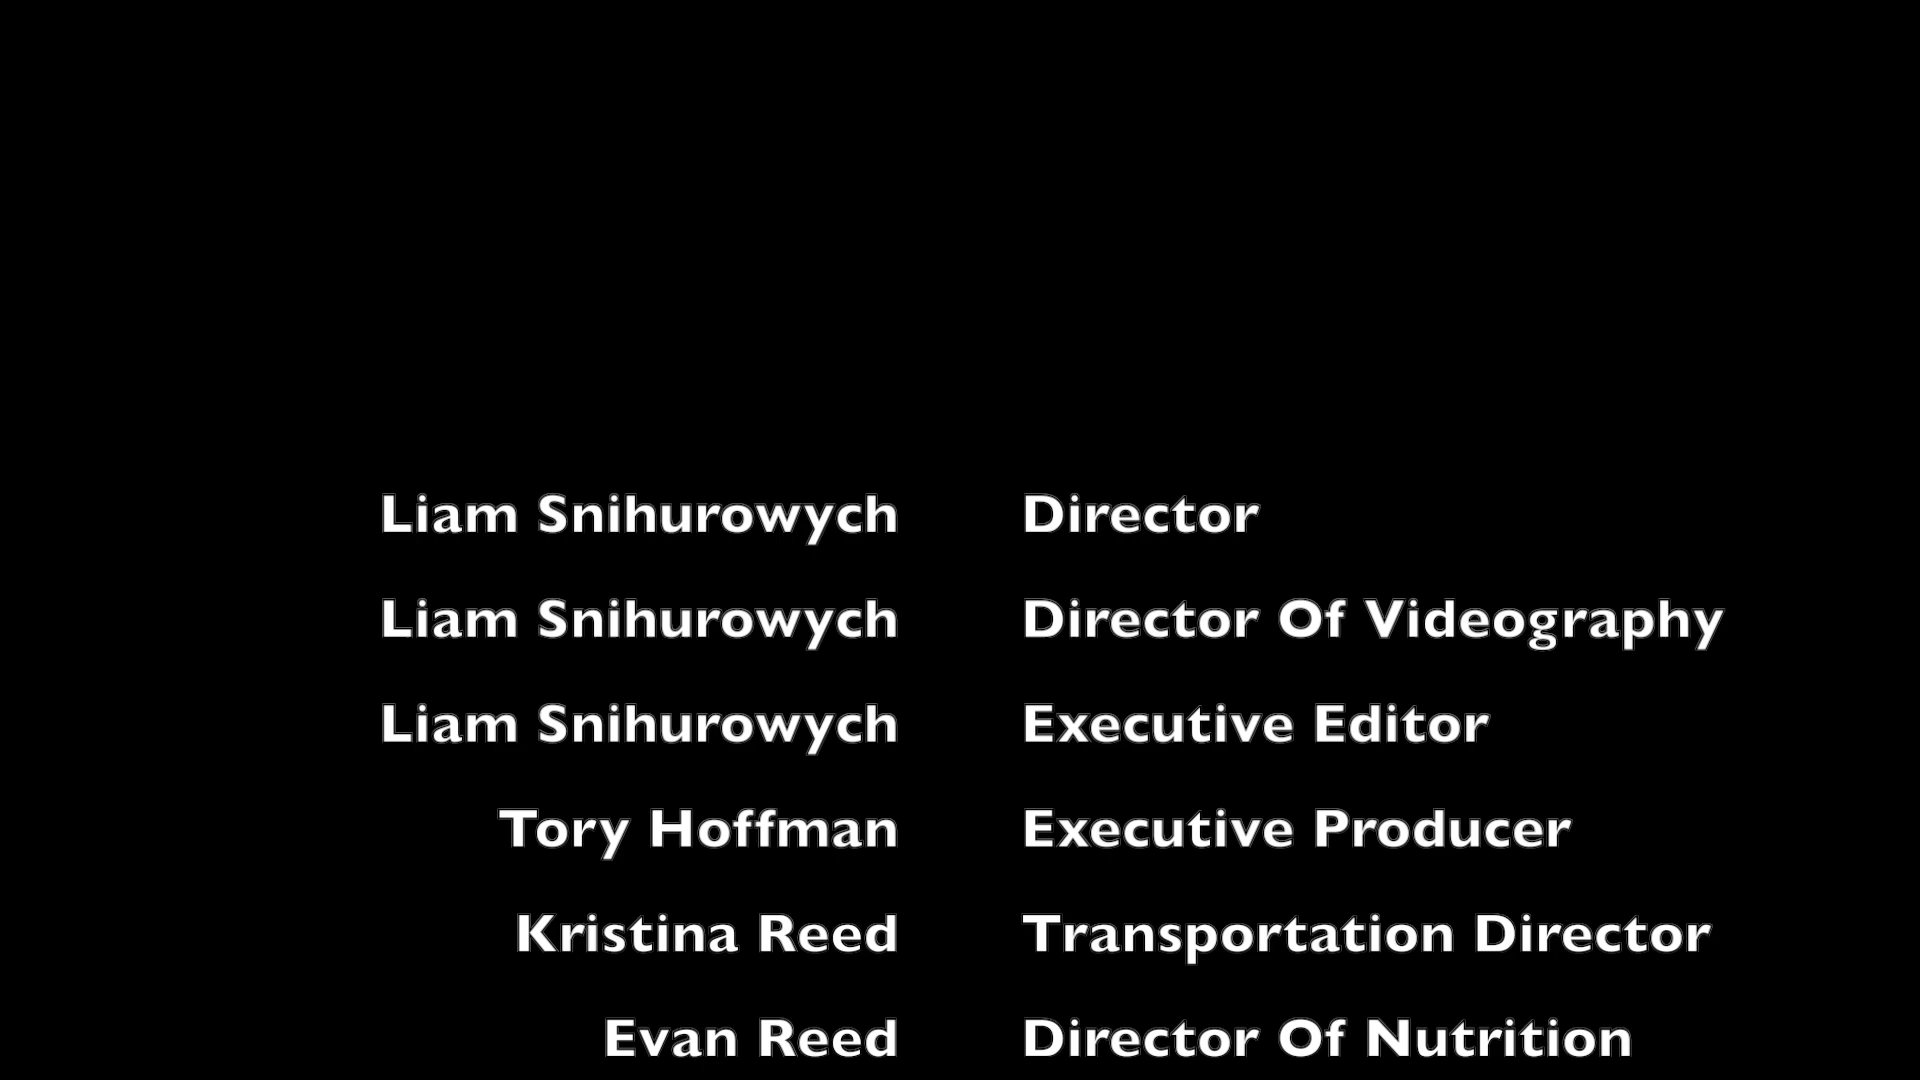 Liam Snihurowych Director
Liam Snihurowych Director Of Videography
Liam Snihurowych Executive Editor
Tory Hoffman Executive Producer
Kristina Reed Transportation Director
Evan Reed Director Of Nutrition